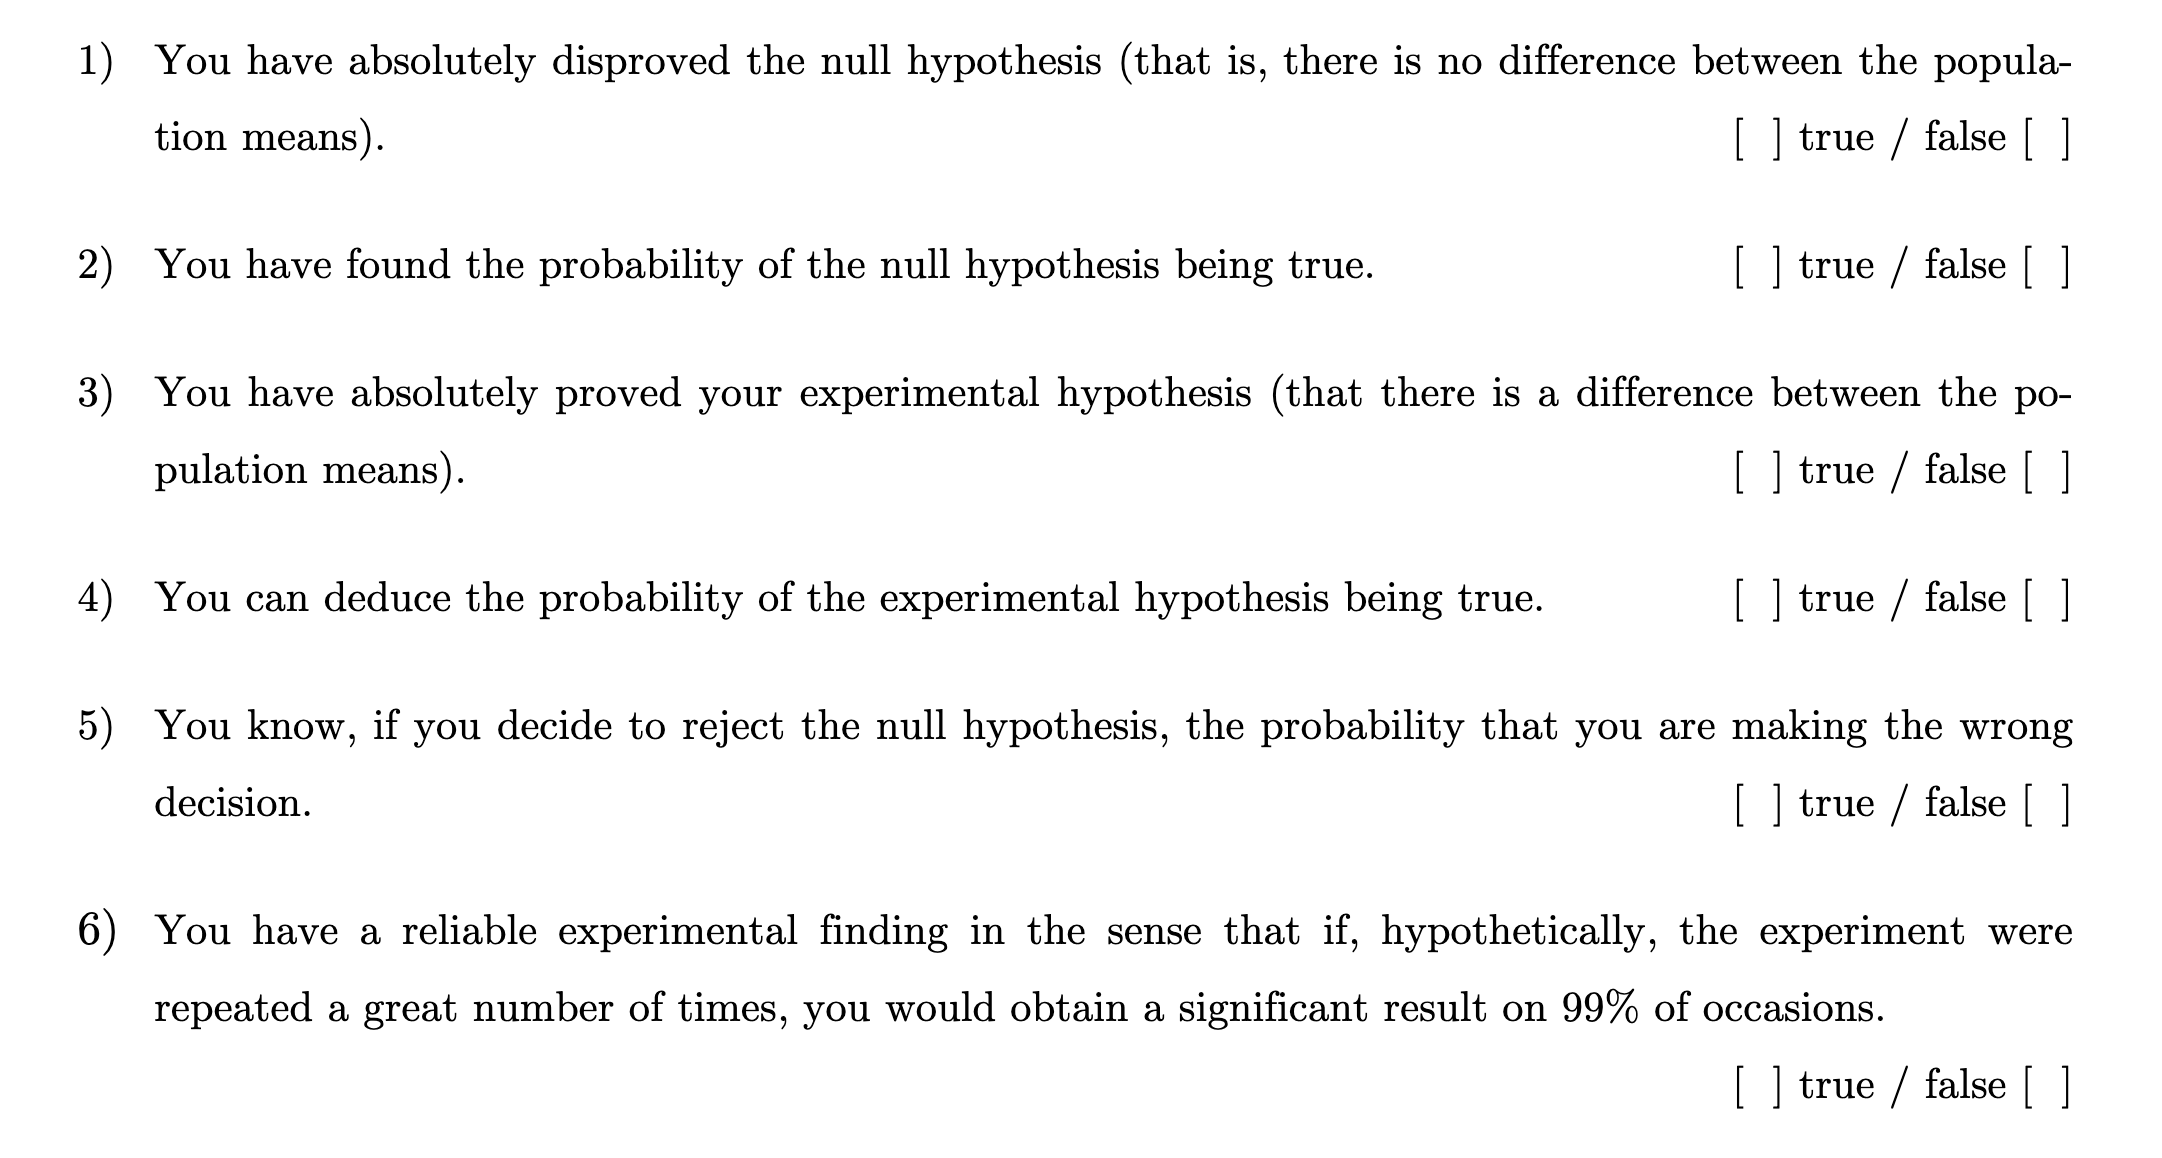 1) You have absolutely disproved the null hypothesis (that is, there is no difference between the popula-
tion means). [ ] true / false [ ]
2) You have found the probability of the null hypothesis being true. [ ] true / false [ ]
3) You have absolutely proved your experimental hypothesis (that there is a difference between the po-
pulation means). [ ] true / false [ ]
4) You can deduce the probability of the experimental hypothesis being true. [ ] true / false [ ]
5) You know, if you decide to reject the null hypothesis, the probability that you are making the wrong
decision. [ ] true / false [ ]
6) You have a reliable experimental finding in the sense that if, hypothetically, the experiment were
repeated a great number of times, you would obtain a significant result on 99% of occasions.
[ ] true / false [ ]